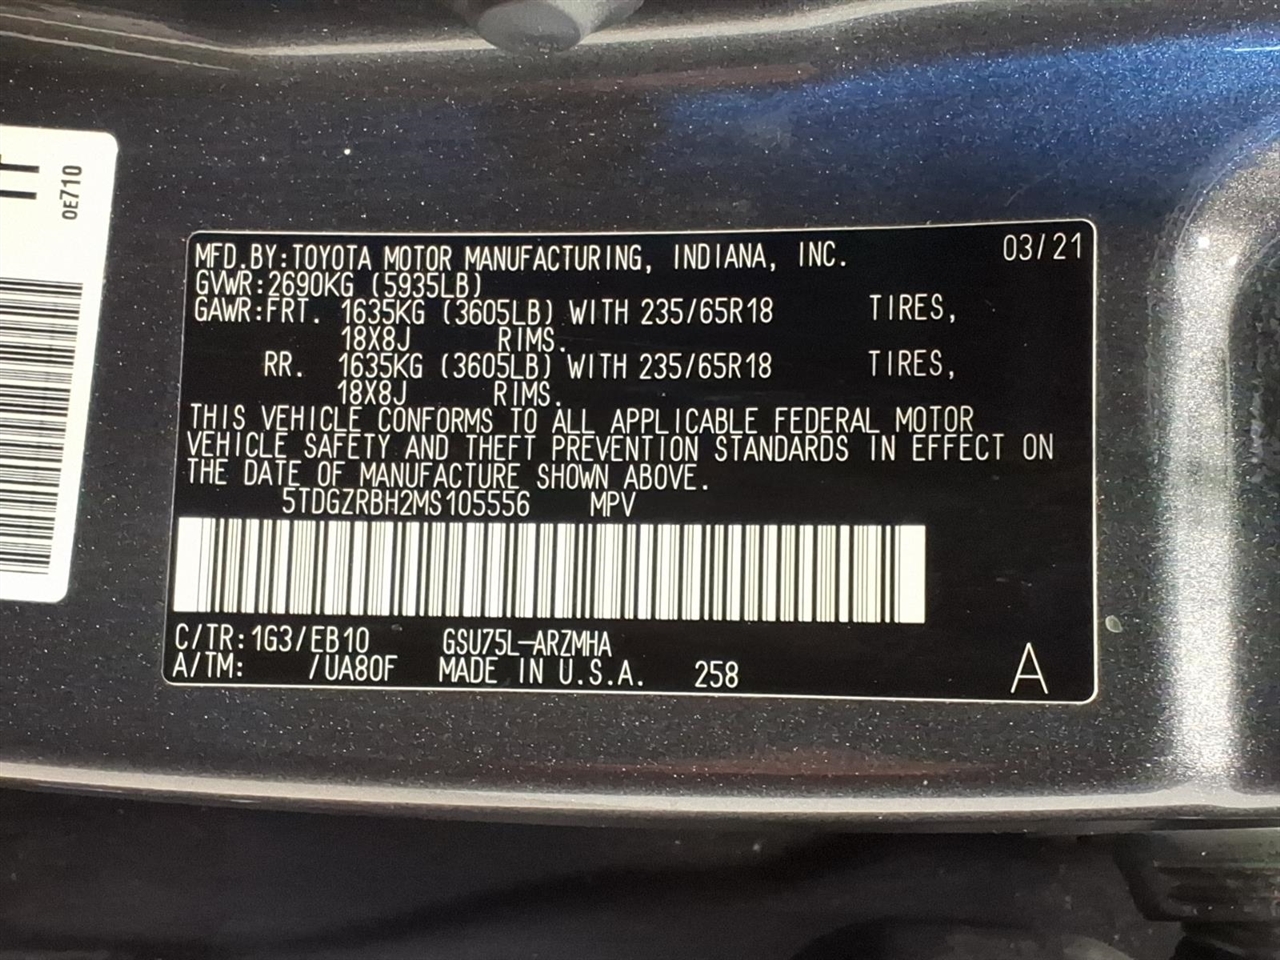 TT
0E710
MFD.BY:TOYOTA MOTOR MANUFACTURING, INDIANA, INC. 03/21
GVWR:2690KG (5935LB)
GAWR:FRT. 1635KG (3605LB) WITH 235/65R18 TIRES,
18X8J RIMS.
RR. 1635KG (3605LB) WITH 235/65R18 TIRES,
18X8J RIMS.
THIS VEHICLE CONFORMS TO ALL APPLICABLE FEDERAL MOTOR
VEHICLE SAFETY AND THEFT PREVENTION STANDARDS IN EFFECT ON
THE DATE OF MANUFACTURE SHOWN ABOVE.
5TDGZRBH2MS105556 MPV
C/TR:1G3/EB10 GSU75L-ARZMHA
A/TM: /UA80F MADE IN U.S.A. 258 A